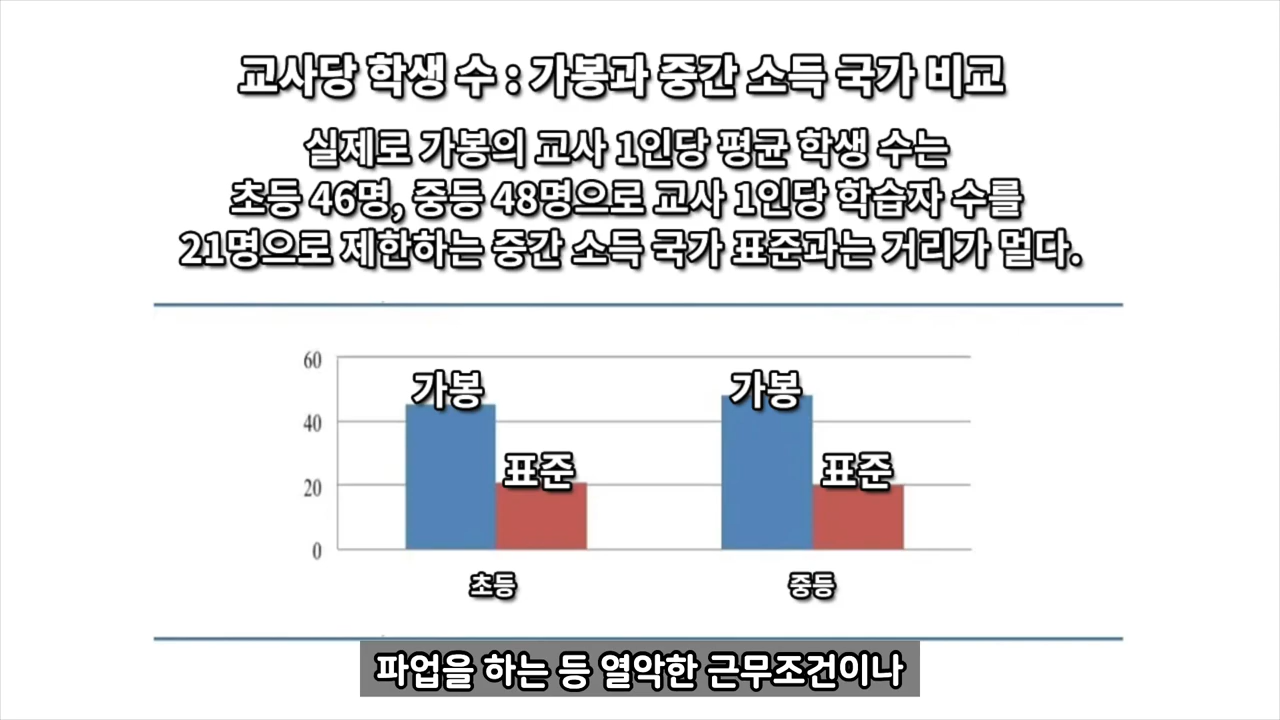 교사당 학생 수 : 가봉과 중간 소득 국가 비교
실제로 가봉의 교사 1인당 평균 학생 수는
초등 46명, 중등 48명으로 교사 1인당 학습자 수를
21명으로 제한하는 중간 소득 국가 표준과는 거리가 멀다.
60
40
20
0
가봉
표준
가봉
표준
초등
중등
파업을 하는 등 열악한 근무조건이나